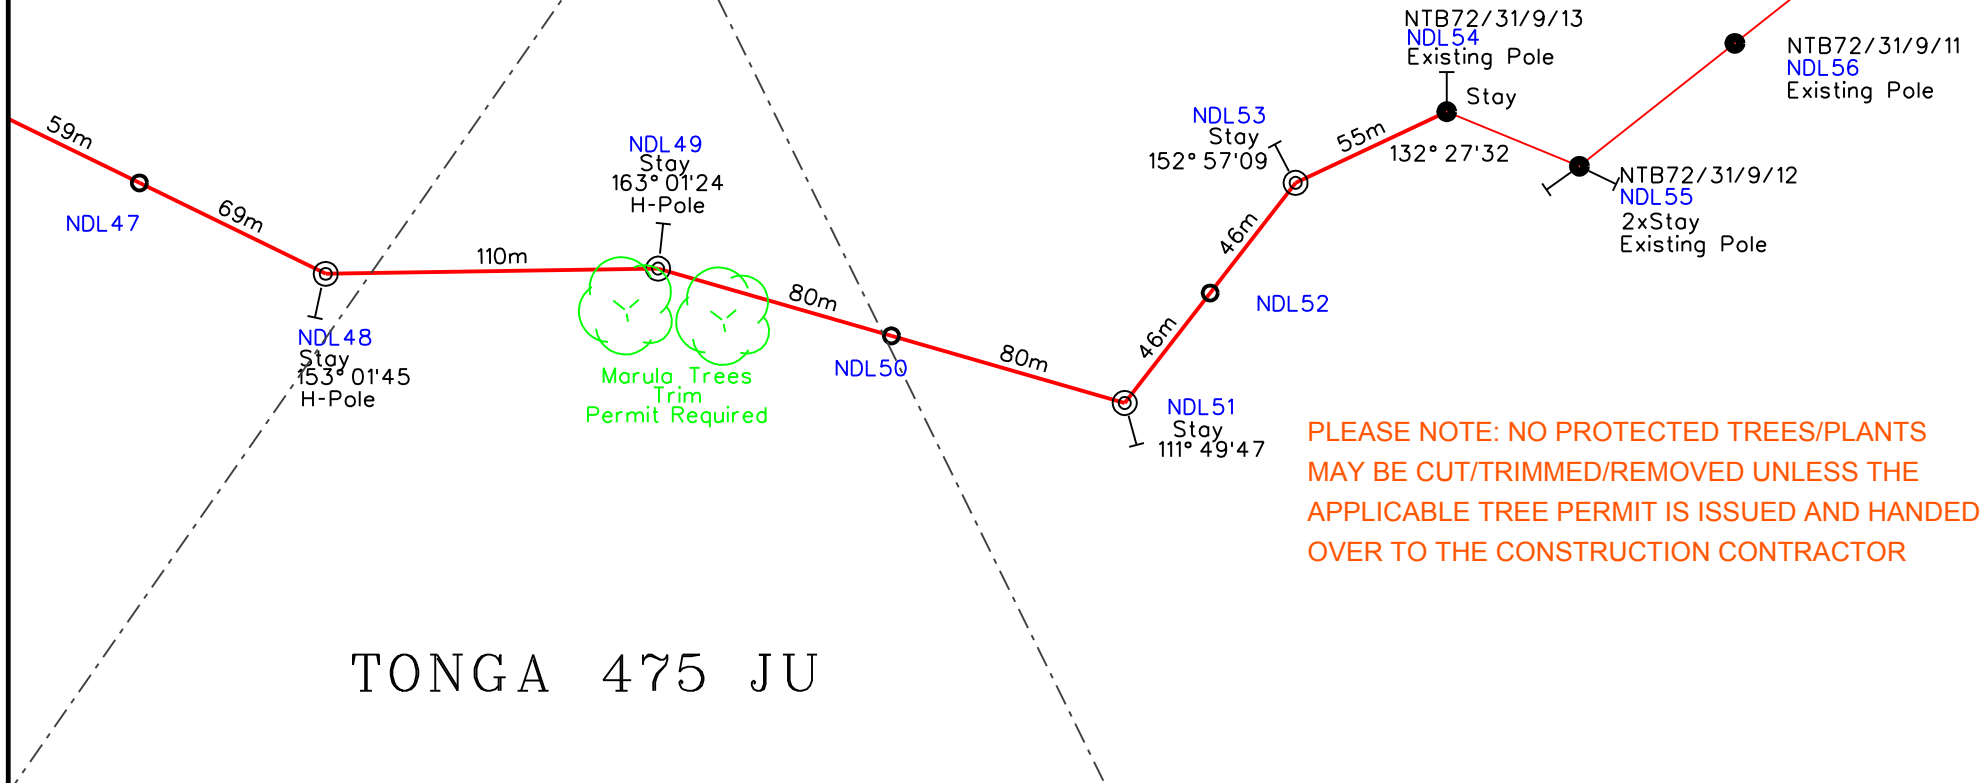 59m
NDL47
69m
NDL48
Stay
153° 01'45
H-Pole
110m
NDL49
Stay
163° 01'24
H-Pole
Marula Trees
Trim
Permit Required
80m
NDL50
80m
NDL51
Stay
111° 49'47
46m
NDL52
46m
NDL53
Stay
152° 57'09
55m
NTB72/31/9/13
NDL54
Existing Pole
Stay
132° 27'32
NTB72/31/9/12
NDL55
2xStay
Existing Pole
NTB72/31/9/11
NDL56
Existing Pole
PLEASE NOTE: NO PROTECTED TREES/PLANTS
MAY BE CUT/TRIMMED/REMOVED UNLESS THE
APPLICABLE TREE PERMIT IS ISSUED AND HANDED
OVER TO THE CONSTRUCTION CONTRACTOR
TONGA 475 JU